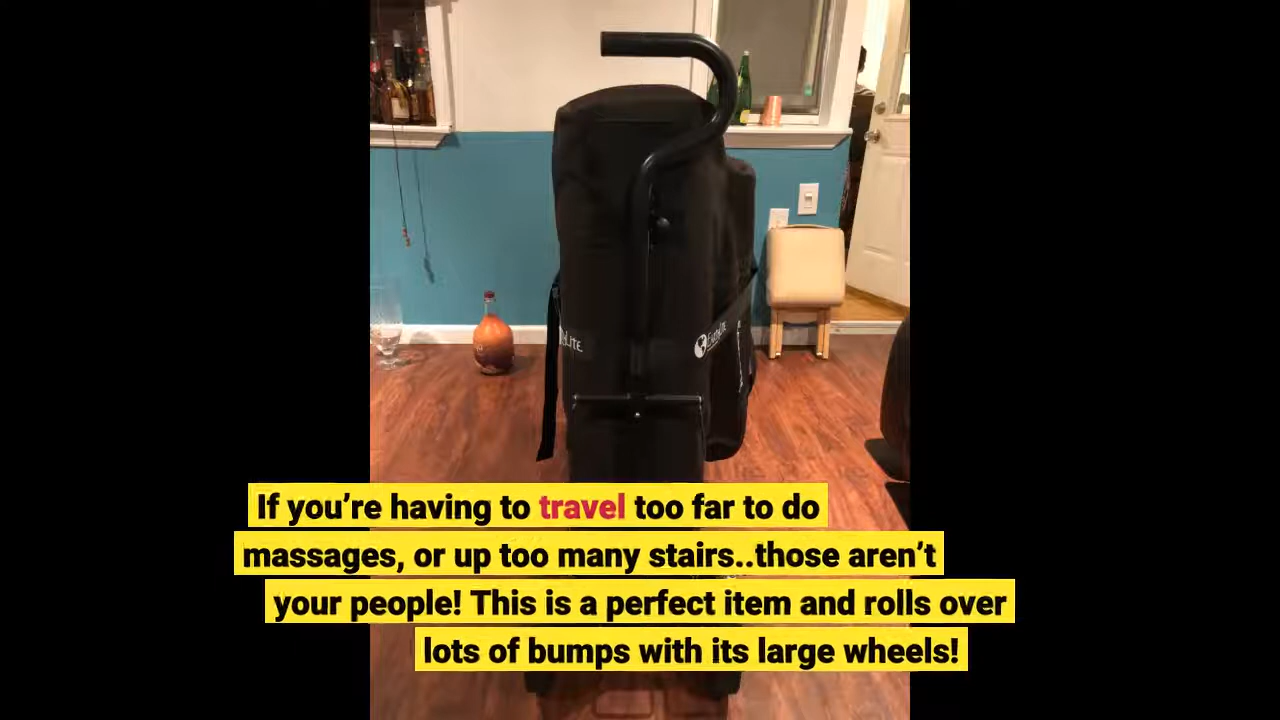 If you’re having to travel too far to do
massages, or up too many stairs..those aren’t
your people! This is a perfect item and rolls over
lots of bumps with its large wheels!